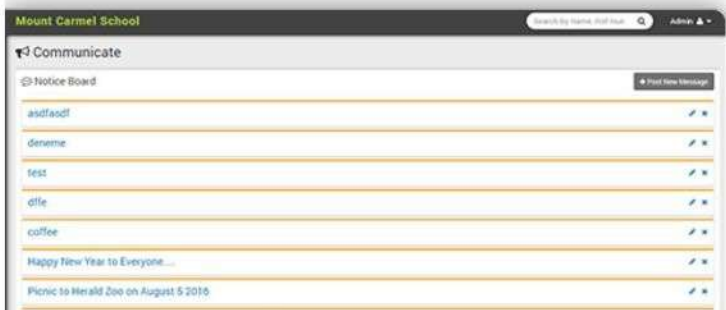 Mount Carmel School
Search by Name, Roll Num
Admin
Communicate
Notice Board
+ Post New Message
asdfasdf
deneme
test
dffe
coffee
Happy New Year to Everyone....
Picnic to Herald Zoo on August 5 2016